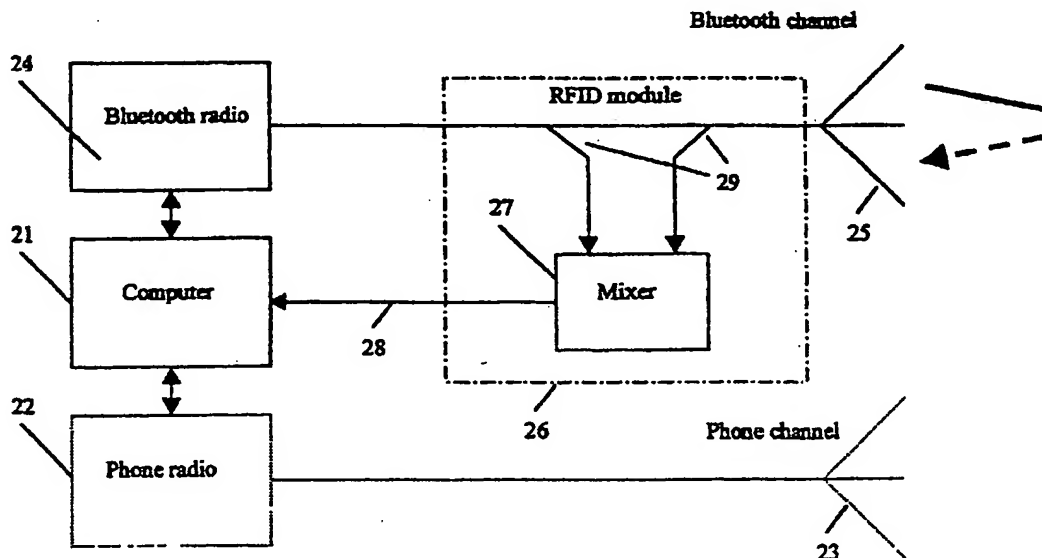 Bluetooth channel
24
Bluetooth radio
RFID module
29
27
25
21
Computer
Mixer
28
22
26
Phone channel
Phone radio
23